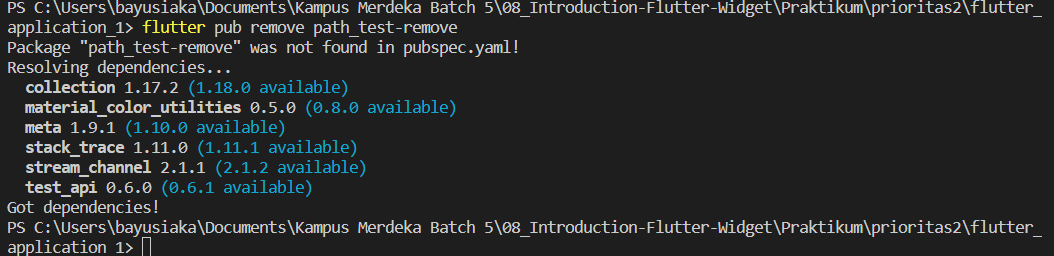 PS C:\Users\bayusiaka\Documents\Kampus Merdeka Batch 5\08_Introduction-Flutter-Widget\Praktikum\prioritas2\flutter_
application_1> flutter pub remove path_test-remove
Package "path_test-remove" was not found in pubspec.yaml!
Resolving dependencies...
  collection 1.17.2 (1.18.0 available)
  material_color_utilities 0.5.0 (0.8.0 available)
  meta 1.9.1 (1.10.0 available)
  stack_trace 1.11.0 (1.11.1 available)
  stream_channel 2.1.1 (2.1.2 available)
  test_api 0.6.0 (0.6.1 available)
Got dependencies!
PS C:\Users\bayusiaka\Documents\Kampus Merdeka Batch 5\08_Introduction-Flutter-Widget\Praktikum\prioritas2\flutter_
application_1>